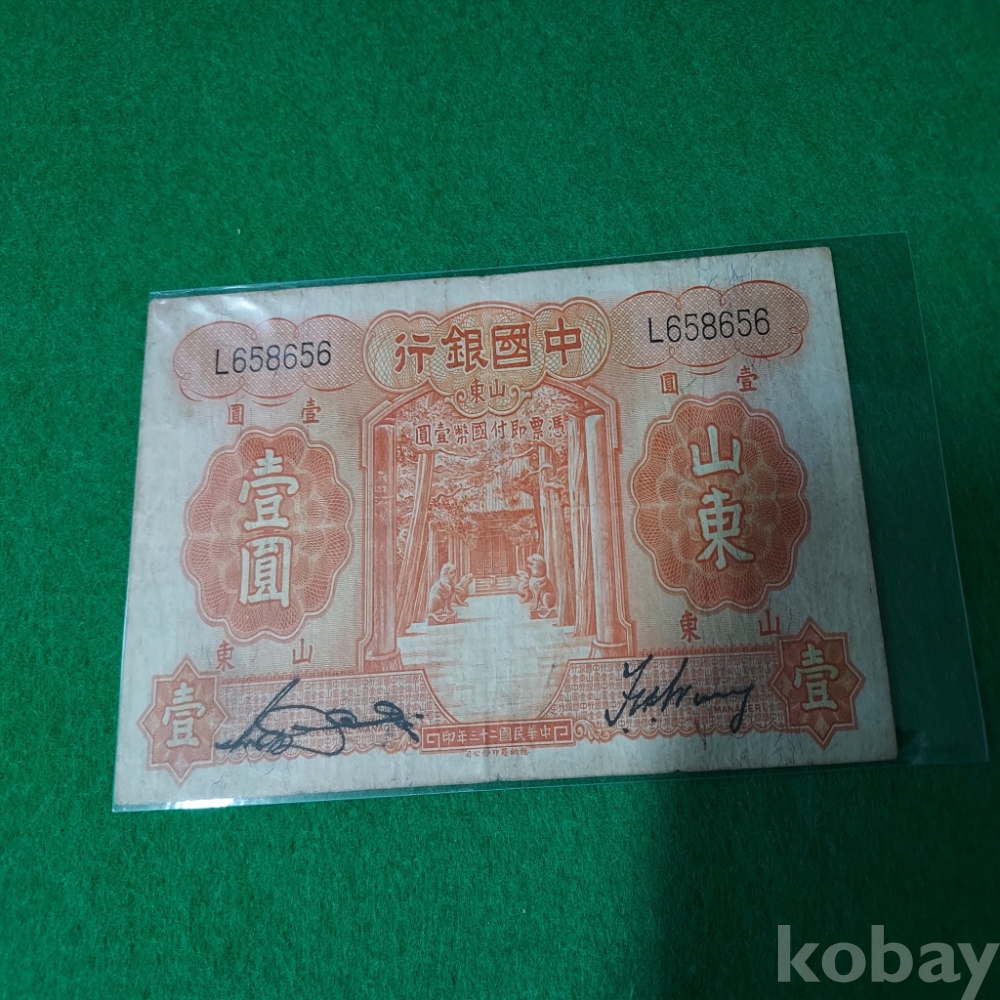 L658656
L658656
中國銀行
山東
圓 壹
圓 壹
憑票即付國幣壹圓
壹圓
山東
山東
山東
壹
壹
MANAGER
中華民國二十三年印
kobay